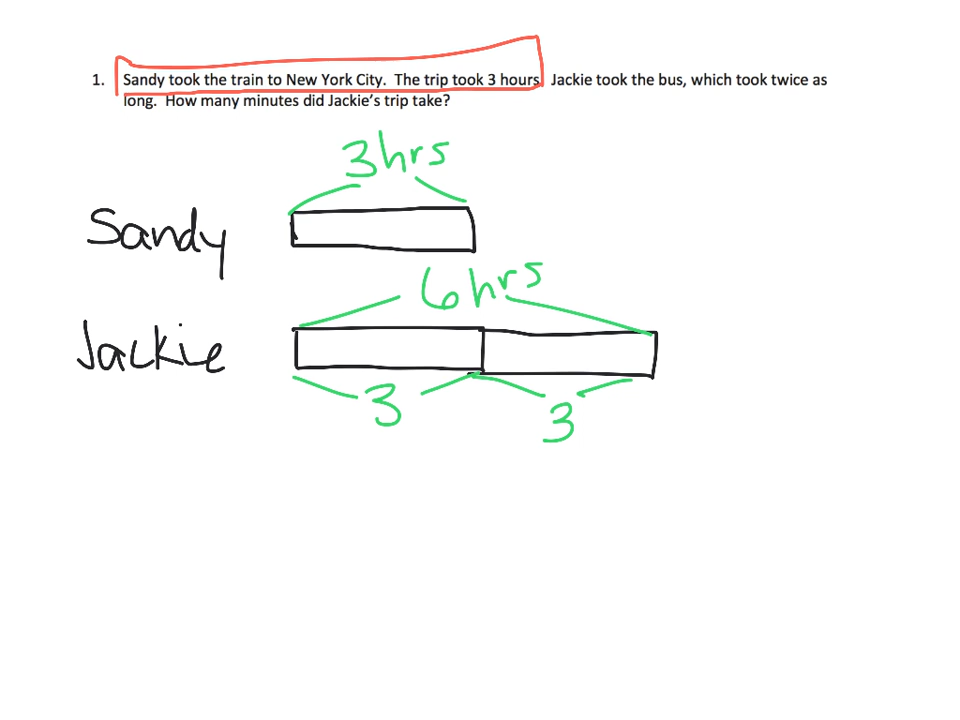 1. Sandy took the train to New York City. The trip took 3 hours. Jackie took the bus, which took twice as
long. How many minutes did Jackie's trip take?
3hrs
Sandy
6hrs
Jackie
3
3